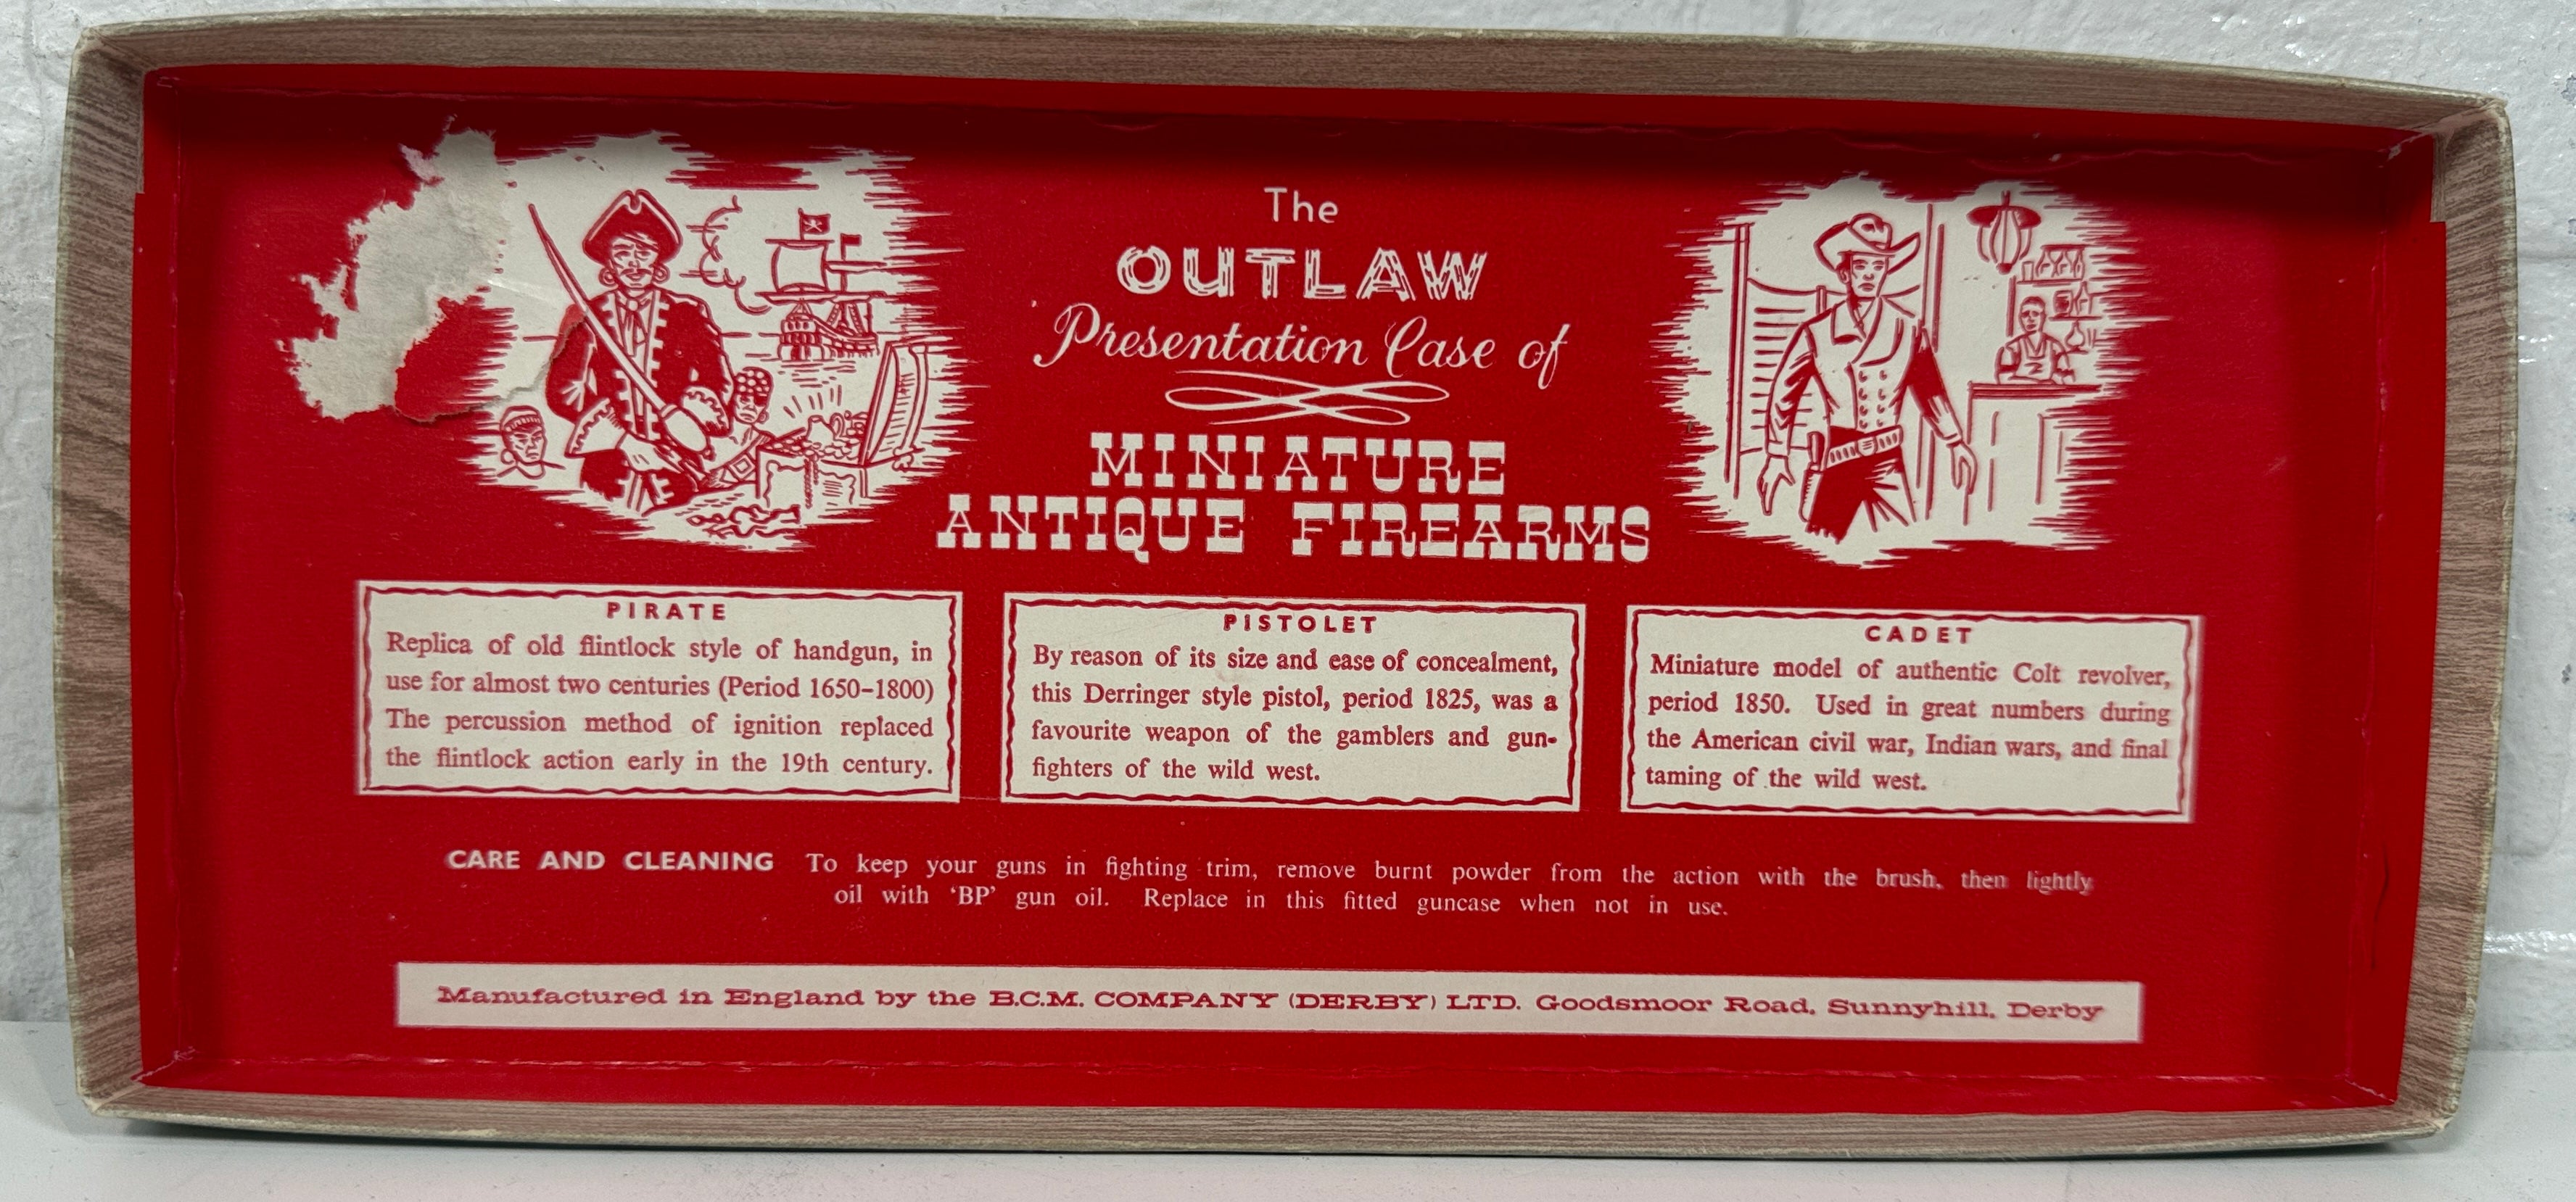 The
OUTLAW
Presentation Case of
MINIATURE
ANTIQUE FIREARMS
PIRATE
Replica of old flintlock style of handgun, in
use for almost two centuries (Period 1650–1800)
The percussion method of ignition replaced
the flintlock action early in the 19th century.
PISTOLET
By reason of its size and ease of concealment,
this Derringer style pistol, period 1825, was a
favourite weapon of the gamblers and gun-
fighters of the wild west.
CADET
Miniature model of authentic Colt revolver,
period 1850. Used in great numbers during
the American civil war, Indian wars, and final
taming of the wild west.
CARE AND CLEANING To keep your guns in fighting trim, remove burnt powder from the action with the brush, then lightly
oil with ‘BP’ gun oil. Replace in this fitted guncase when not in use.
Manufactured in England by the B.C.M. COMPANY (DERBY) LTD. Goodsmoor Road, Sunnyhill, Derby